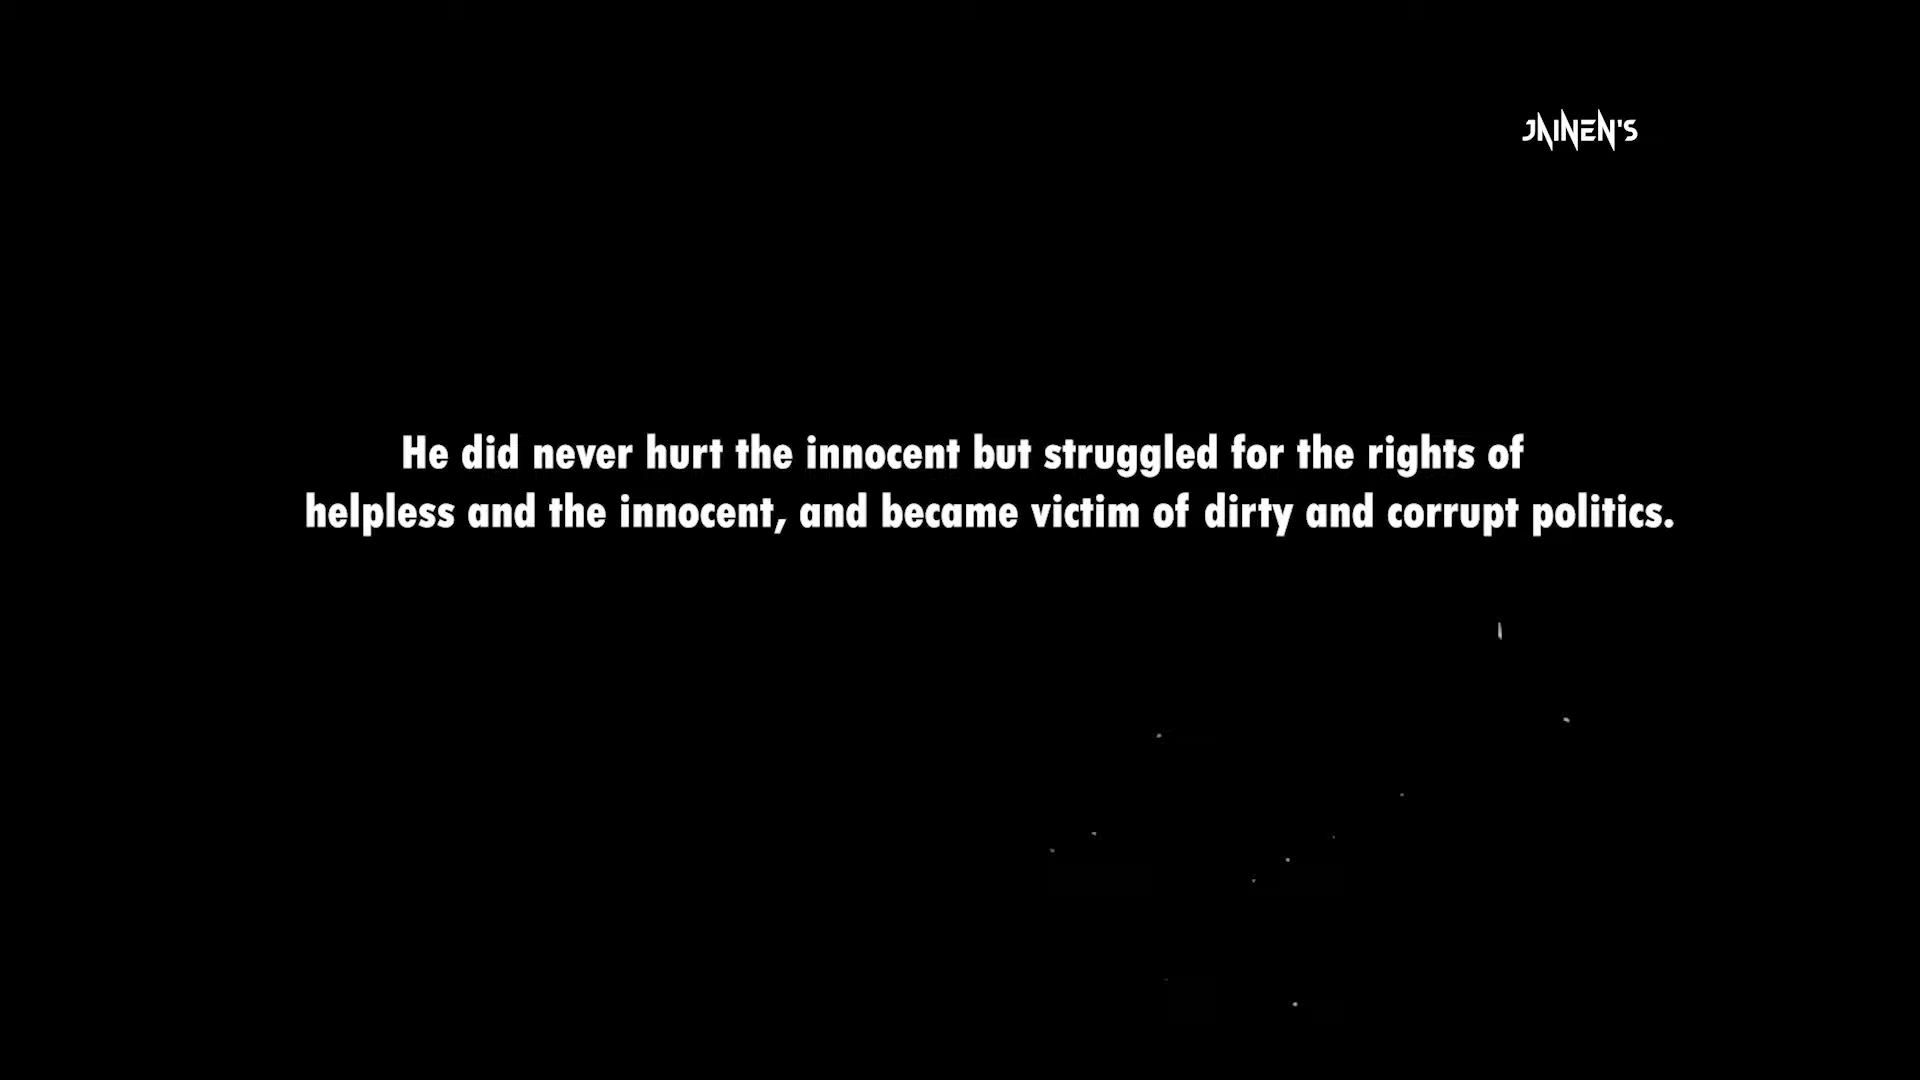 JAINEN'S
He did never hurt the innocent but struggled for the rights of
helpless and the innocent, and became victim of dirty and corrupt politics.